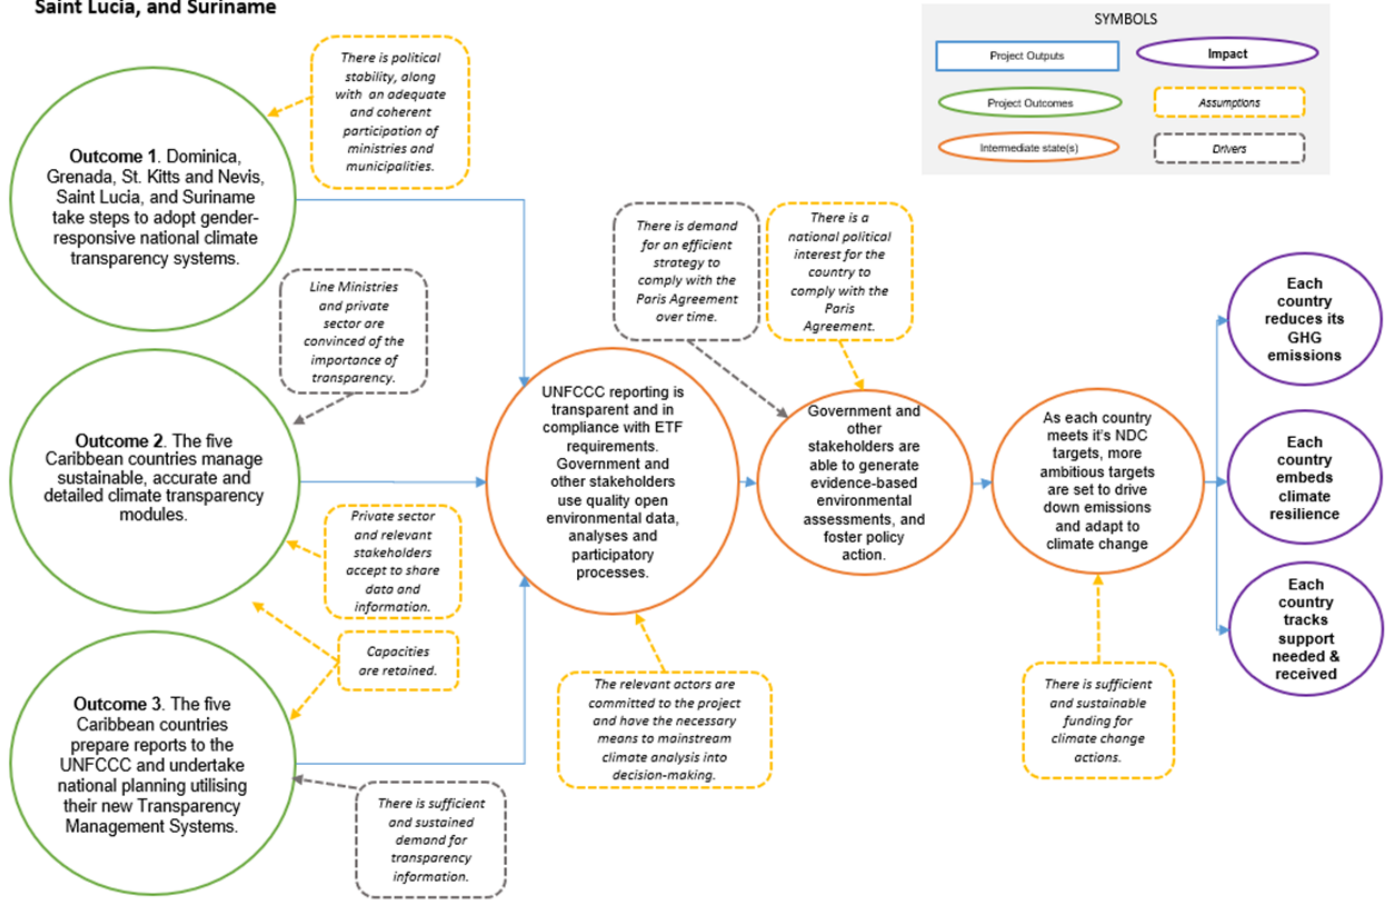 Saint Lucia, and Suriname
SYMBOLS
Project Outputs
Impact
Project Outcomes
Assumptions
Intermediate state(s)
Drivers
There is political
stability, along
with an adequate
and coherent
participation of
ministries and
municipalities.
Outcome 1. Dominica,
Grenada, St. Kitts and Nevis,
Saint Lucia, and Suriname
take steps to adopt gender-
responsive national climate
transparency systems.
Line Ministries
and private
sector are
convinced of the
importance of
transparency.
Outcome 2. The five
Caribbean countries manage
sustainable, accurate and
detailed climate transparency
modules.
Private sector
and relevant
stakeholders
accept to share
data and
information.
Capacities
are retained.
Outcome 3. The five
Caribbean countries
prepare reports to the
UNFCCC and undertake
national planning utilising
their new Transparency
Management Systems.
There is sufficient
and sustained
demand for
transparency
information.
UNFCCC reporting is
transparent and in
compliance with ETF
requirements.
Government and
other stakeholders
use quality open
environmental data,
analyses and
participatory
processes.
The relevant actors are
committed to the project
and have the necessary
means to mainstream
climate analysis into
decision-making.
There is demand
for an efficient
strategy to
comply with the
Paris Agreement
over time.
There is a
national political
interest for the
country to
comply with the
Paris
Agreement.
Government and
other
stakeholders are
able to generate
evidence-based
environmental
assessments, and
foster policy
action.
As each country
meets it's NDC
targets, more
ambitious targets
are set to drive
down emissions
and adapt to
climate change
There is sufficient
and sustainable
funding for
climate change
actions.
Each
country
reduces its
GHG
emissions
Each
country
embeds
climate
resilience
Each
country
tracks
support
needed &
received